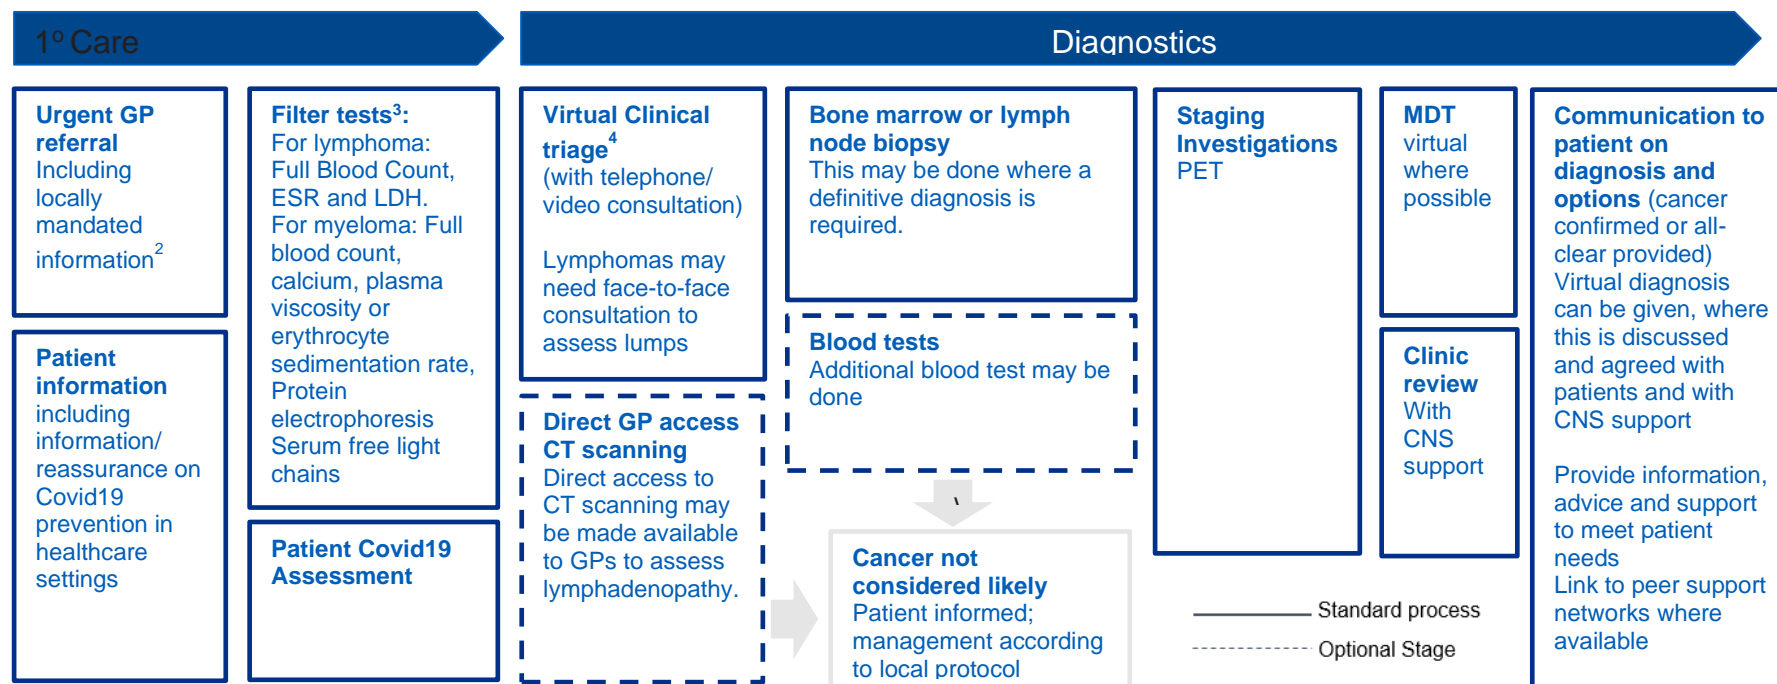 1º Care
Diagnostics
Urgent GP
referral
Including
locally
mandated
information²
Patient
information
including
information/
reassurance on
Covid19
prevention in
healthcare
settings
Filter tests³:
For lymphoma:
Full Blood Count,
ESR and LDH.
For myeloma: Full
blood count,
calcium, plasma
viscosity or
erythrocyte
sedimentation rate,
Protein
electrophoresis
Serum free light
chains
Patient Covid19
Assessment
Virtual Clinical
triage⁴
(with telephone/
video consultation)
Lymphomas may
need face-to-face
consultation to
assess lumps
Direct GP access
CT scanning
Direct access to
CT scanning may
be made available
to GPs to assess
lymphadenopathy.
Bone marrow or lymph
node biopsy
This may be done where a
definitive diagnosis is
required.
Blood tests
Additional blood test may be
done
Cancer not
considered likely
Patient informed;
management according
to local protocol
Staging
Investigations
PET
MDT
virtual
where
possible
Clinic
review
With
CNS
support
Communication to
patient on
diagnosis and
options (cancer
confirmed or all-
clear provided)
Virtual diagnosis
can be given, where
this is discussed
and agreed with
patients and with
CNS support
Provide information,
advice and support
to meet patient
needs
Link to peer support
networks where
available
Standard process
Optional Stage